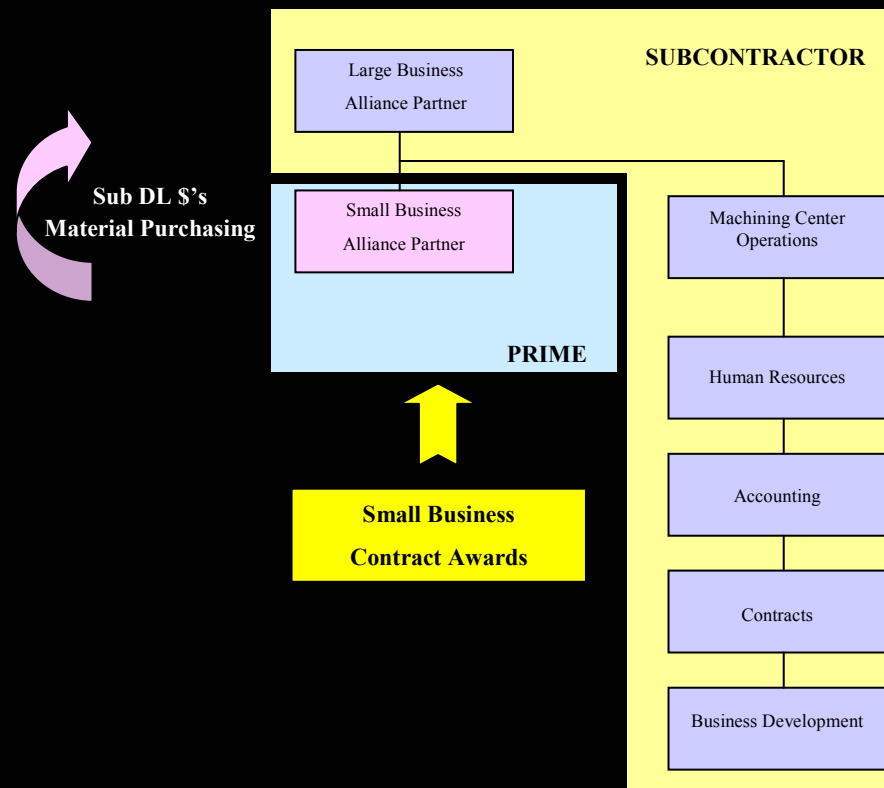 SUBCONTRACTOR
Large Business
Alliance Partner
Sub DL $’s
Material Purchasing
Small Business
Alliance Partner
PRIME
Small Business
Contract Awards
Machining Center
Operations
Human Resources
Accounting
Contracts
Business Development